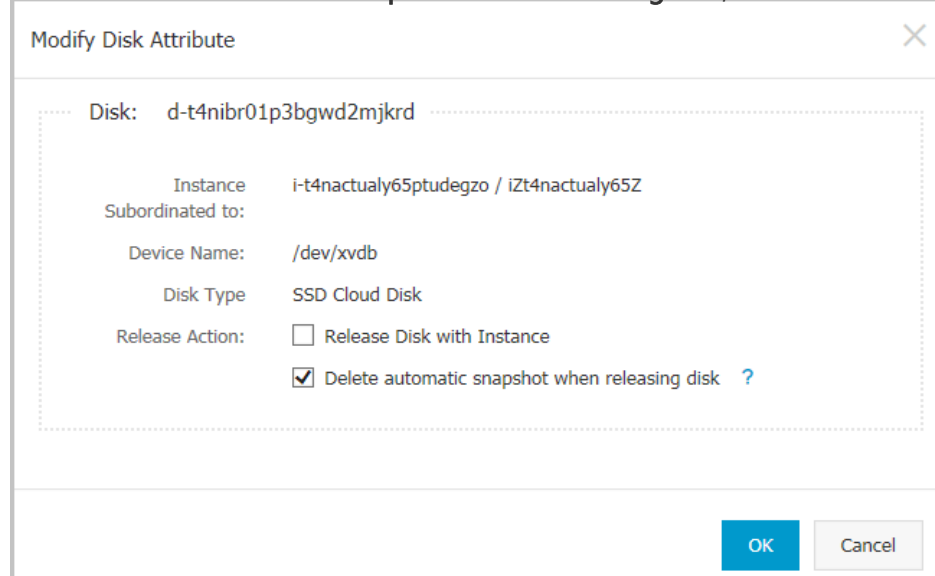 Modify Disk Attribute
Disk: d-t4nibr01p3bgwd2mjkrd
Instance Subordinated to: i-t4nactualy65ptudegzo / iZt4nactualy65Z
Device Name: /dev/xvdb
Disk Type SSD Cloud Disk
Release Action: Release Disk with Instance
Delete automatic snapshot when releasing disk ?
OK Cancel